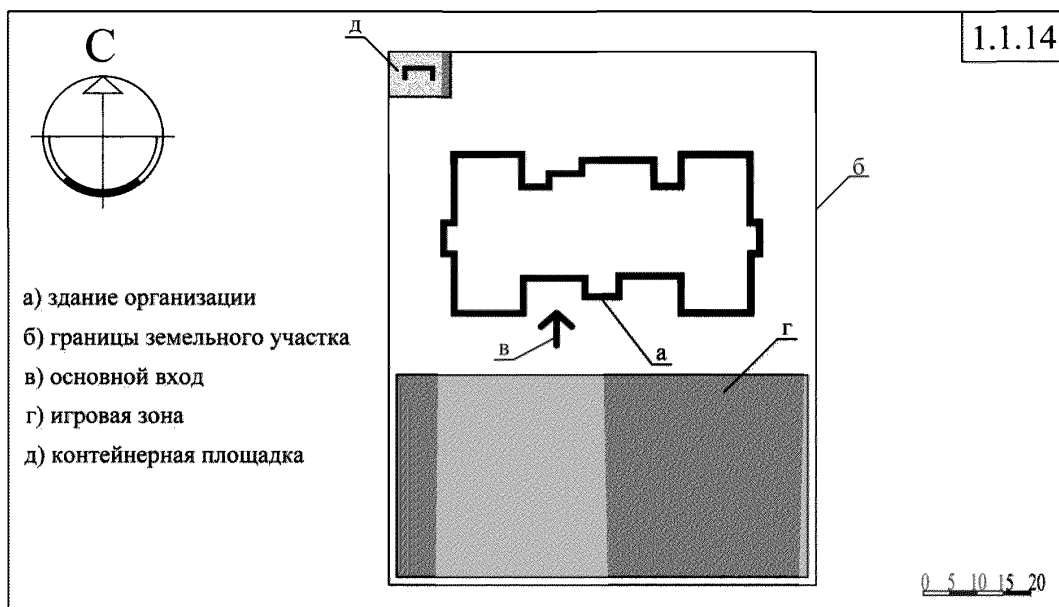 1.1.14
С
д
б
а) здание организации
б) границы земельного участка
в) основной вход
г) игровая зона
д) контейнерная площадка
в
а
г
0 5 10 15 20